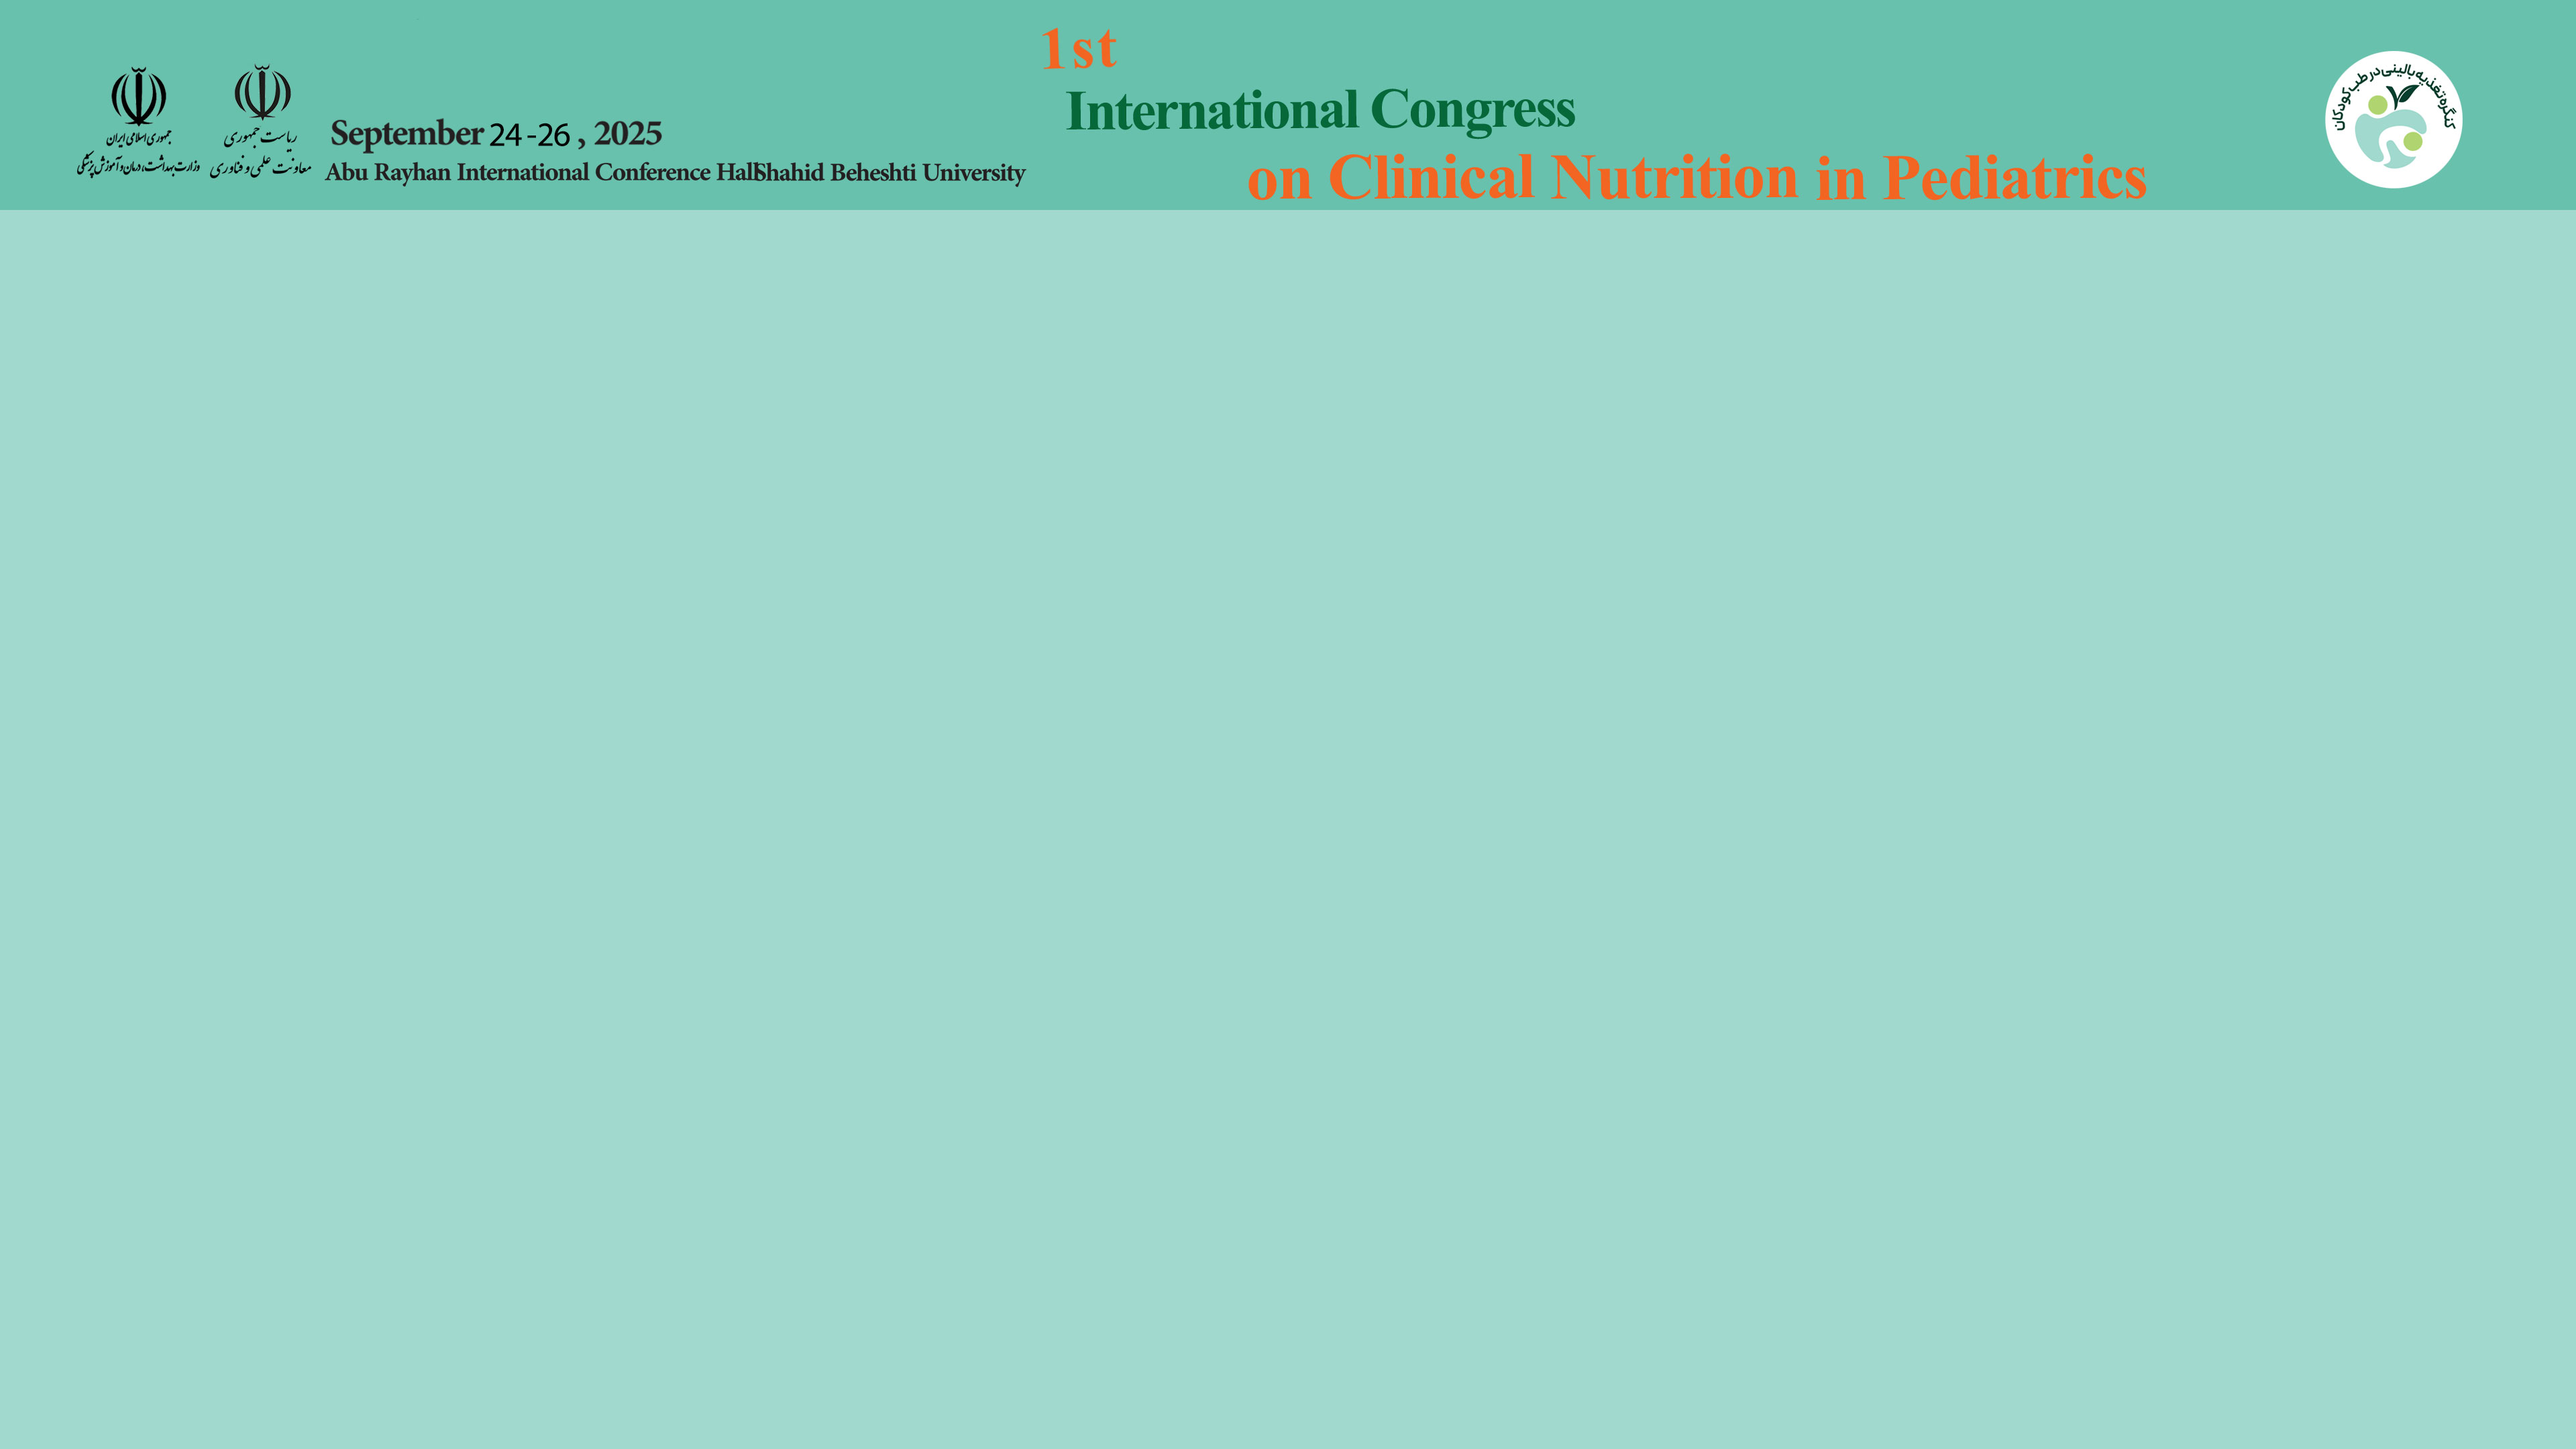 جمهوری اسلامی ایران
وزارت بهداشت، درمان و آموزش پزشکی
ریاست جمهوری
معاونت علمی و فناوری
September 24 -26 , 2025
Abu Rayhan International Conference Hall Shahid Beheshti University
1st
International Congress
on Clinical Nutrition in Pediatrics
کنگره تغذیه بالینی در طب کودکان